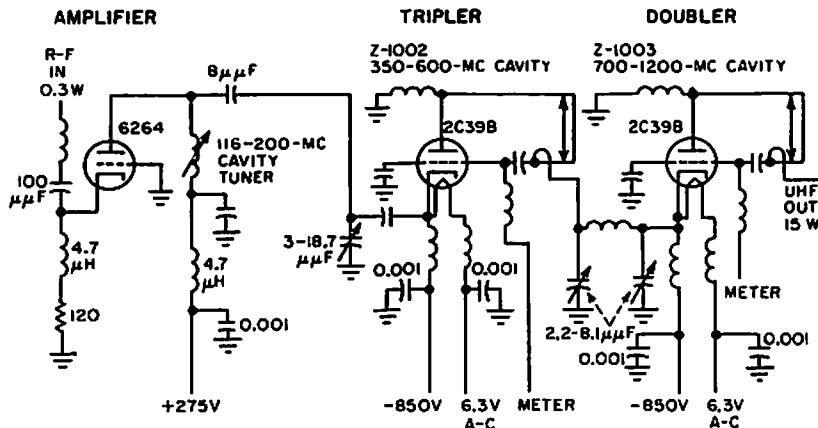 AMPLIFIER
TRIPLER
DOUBLER
R-F
IN
0.3W
8μμF
Z-1002
350-600-MC CAVITY
Z-1003
700-1200-MC CAVITY
6264
2C39B
2C39B
116-200-MC
CAVITY
TUNER
100
μμF
UHF
OUT
15 W
4.7
μH
4.7
μH
3-18.7
μμF
0.001
0.001
METER
120
0.001
2.2-8.1μμF
0.001
0.001
+275V
-850V
6.3V
A-C
METER
-850V
6.3V
A-C